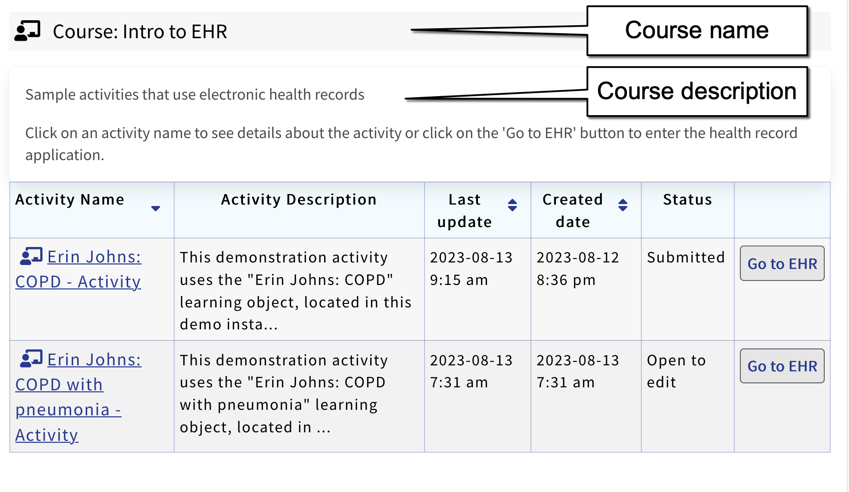 Course: Intro to EHR
Course name
Sample activities that use electronic health records
Course description
Click on an activity name to see details about the activity or click on the 'Go to EHR' button to enter the health record
application.
Activity Name
Activity Description
Last
update
Created
date
Status
Erin Johns:
COPD - Activity
This demonstration activity
uses the "Erin Johns: COPD"
learning object, located in this
demo insta...
2023-08-13
9:15 am
2023-08-12
8:36 pm
Submitted
Go to EHR
Erin Johns:
COPD with
pneumonia -
Activity
This demonstration activity
uses the "Erin Johns: COPD
with pneumonia" learning
object, located in ...
2023-08-13
7:31 am
2023-08-13
7:31 am
Open to
edit
Go to EHR